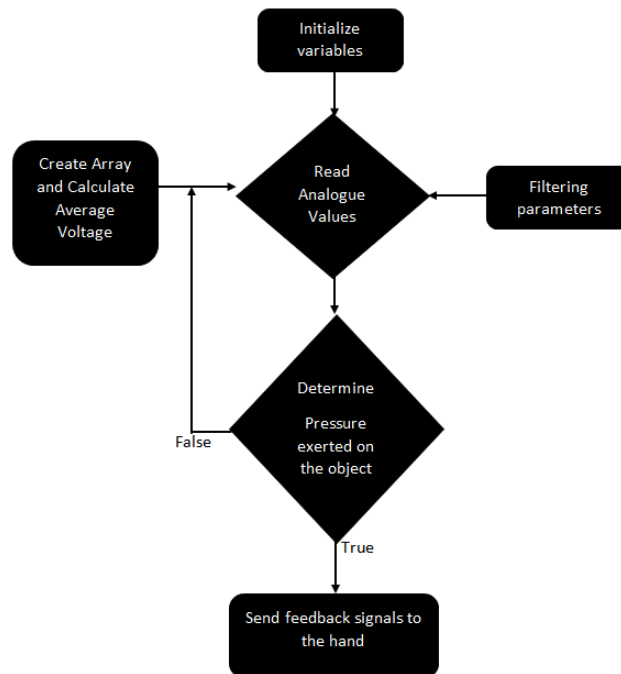 Initialize
variables
Create Array
and Calculate
Average
Voltage
Read
Analogue
Values
Filtering
parameters
Determine
Pressure
exerted on
the object
False
True
Send feedback signals to
the hand